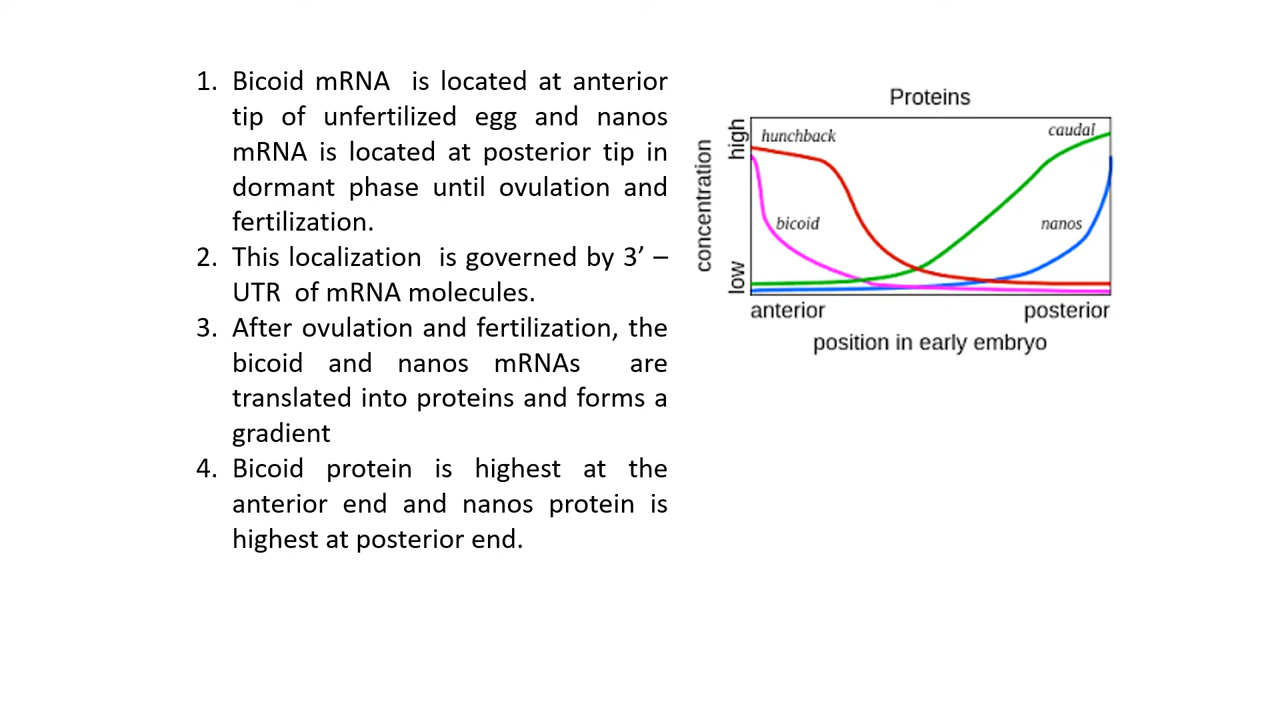 1. Bicoid mRNA is located at anterior
tip of unfertilized egg and nanos
mRNA is located at posterior tip in
dormant phase until ovulation and
fertilization.
2. This localization is governed by 3’ –
UTR of mRNA molecules.
3. After ovulation and fertilization, the
bicoid and nanos mRNAs are
translated into proteins and forms a
gradient
4. Bicoid protein is highest at the
anterior end and nanos protein is
highest at posterior end.
Proteins
high
low
concentration
hunchback
caudal
bicoid
nanos
anterior
posterior
position in early embryo